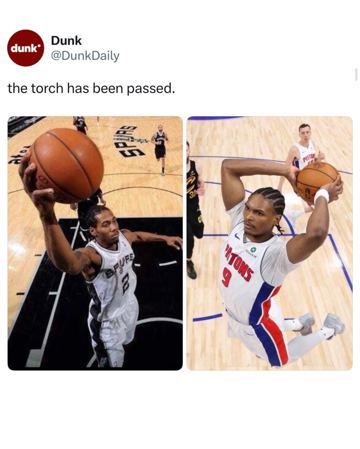 dunk*
Dunk
@DunkDaily
the torch has been passed.
SPURS
SPURS
2
PISTONS
9